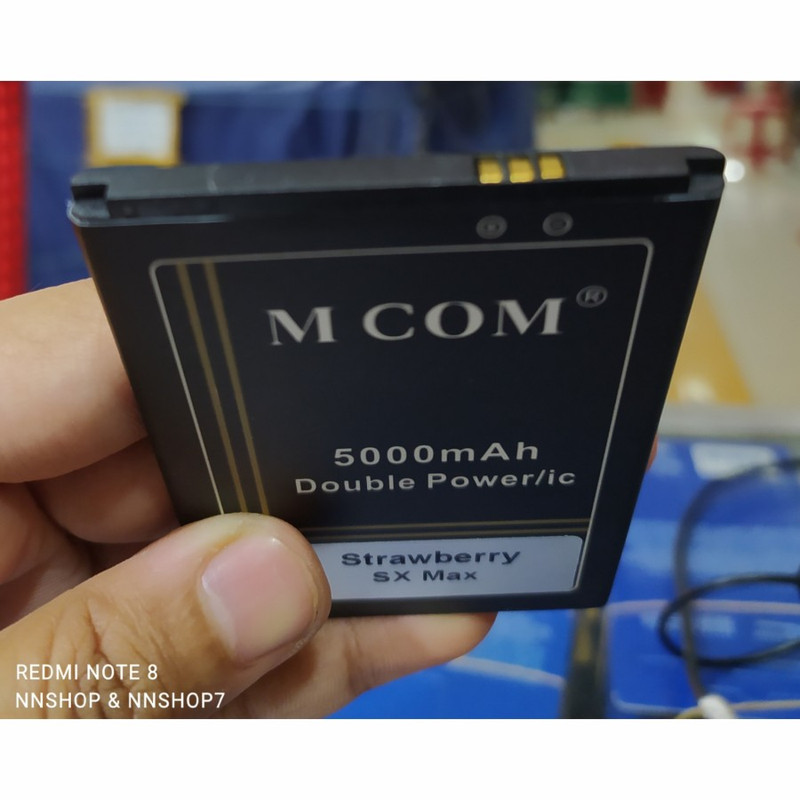 M COM®
5000mAh
Double Power/ic
Strawberry
SX Max
REDMI NOTE 8
NNSHOP & NNSHOP7